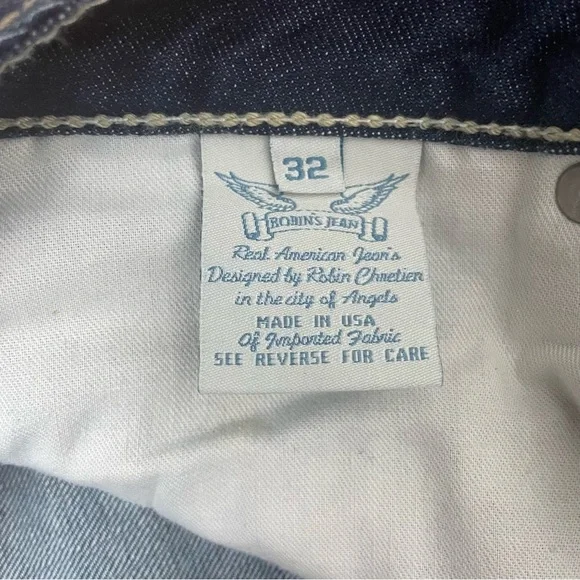 32
ROBIN'S JEAN
Real American Jean's
Designed by Robin Chretien
in the city of Angels
MADE IN USA
Of Imported Fabric
SEE REVERSE FOR CARE